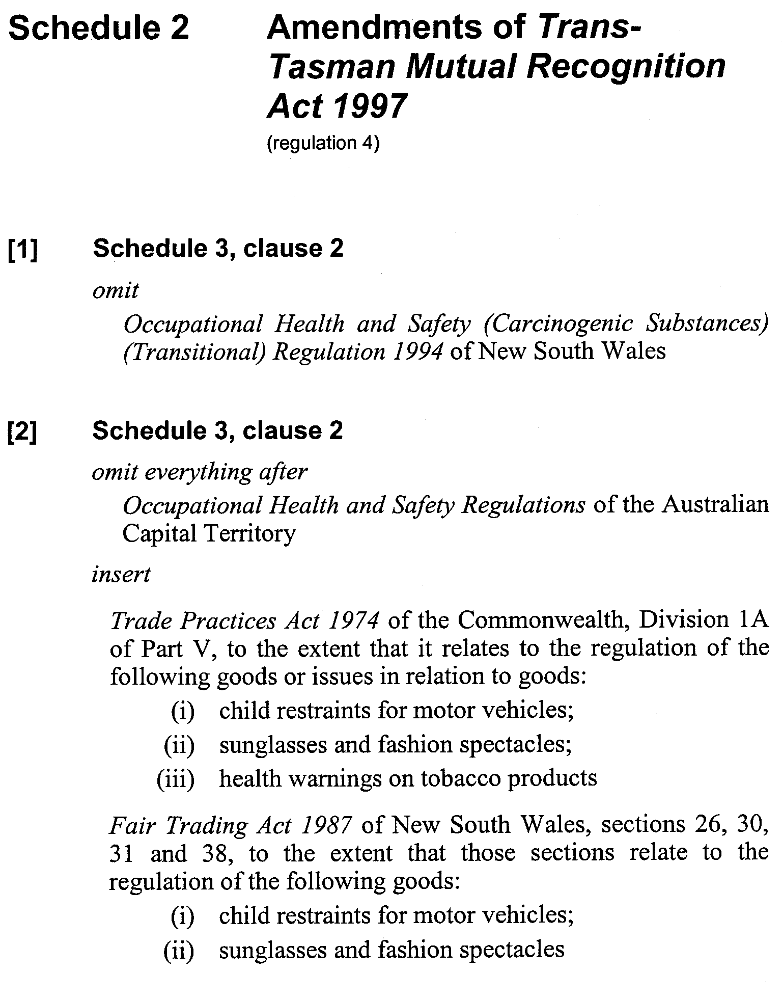 Schedule 2 Amendments of Trans-
Tasman Mutual Recognition
Act 1997
(regulation 4)
[1] Schedule 3, clause 2
omit
Occupational Health and Safety (Carcinogenic Substances)
(Transitional) Regulation 1994 of New South Wales
[2] Schedule 3, clause 2
omit everything after
Occupational Health and Safety Regulations of the Australian
Capital Territory
insert
Trade Practices Act 1974 of the Commonwealth, Division 1A
of Part V, to the extent that it relates to the regulation of the
following goods or issues in relation to goods:
(i) child restraints for motor vehicles;
(ii) sunglasses and fashion spectacles;
(iii) health warnings on tobacco products
Fair Trading Act 1987 of New South Wales, sections 26, 30,
31 and 38, to the extent that those sections relate to the
regulation of the following goods:
(i) child restraints for motor vehicles;
(ii) sunglasses and fashion spectacles